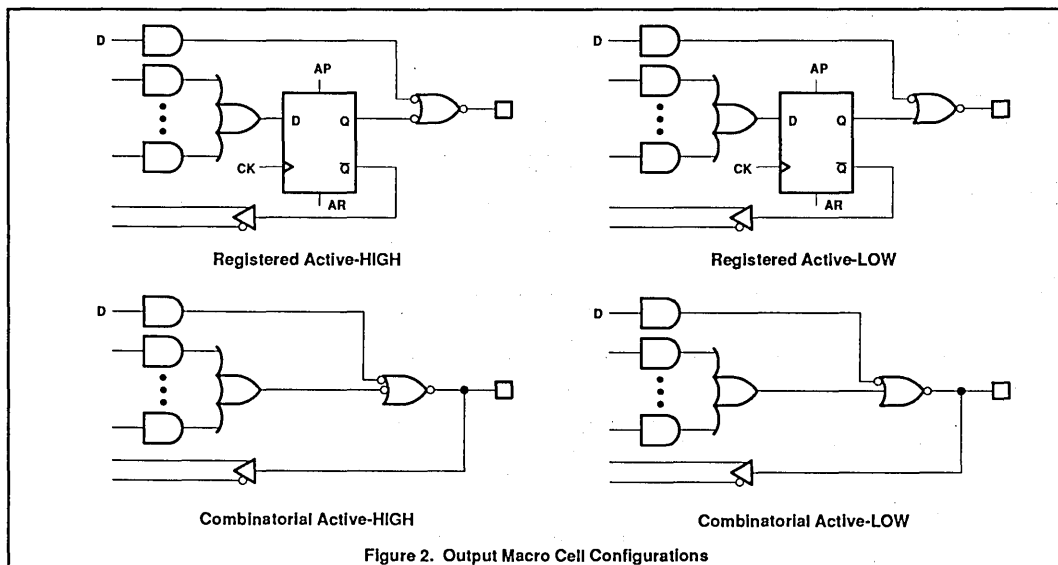 D
AP
D Q
CK Q̅
AR
Registered Active-HIGH
D
AP
D Q
CK Q̅
AR
Registered Active-LOW
D
Combinatorial Active-HIGH
D
Combinatorial Active-LOW
Figure 2. Output Macro Cell Configurations